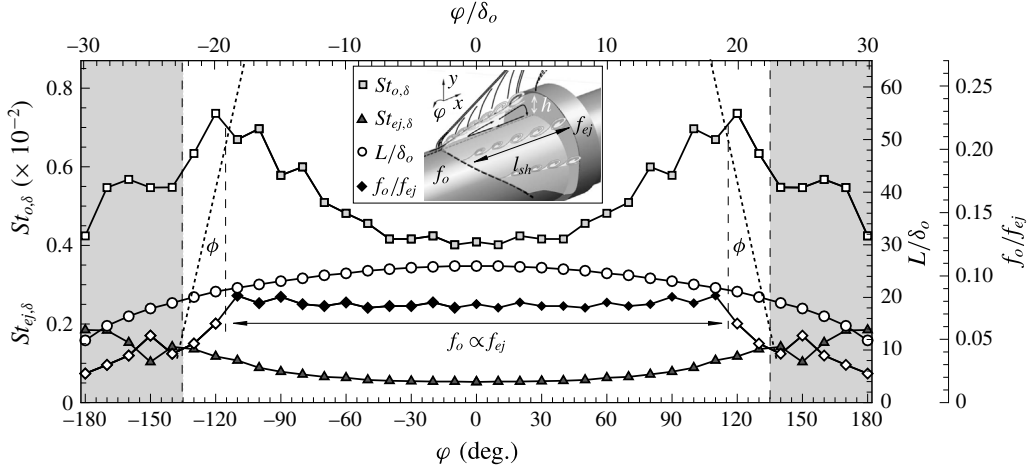 φ/δo
−30 −20 −10 0 10 20 30
0.8 0.6 0.4 0.2 0
Sto,δ (× 10−2)
Stej,δ
60 50 40 30 20 10 0
L/δo
0.25 0.20 0.15 0.10 0.05 0
fo/fej
Sto,δ
Stej,δ
L/δo
fo/fej
y
x
φ
h
fej
fo
lsh
ϕ
ϕ
fo ∝ fej
−180 −150 −120 −90 −60 −30 0 30 60 90 120 150 180
φ (deg.)